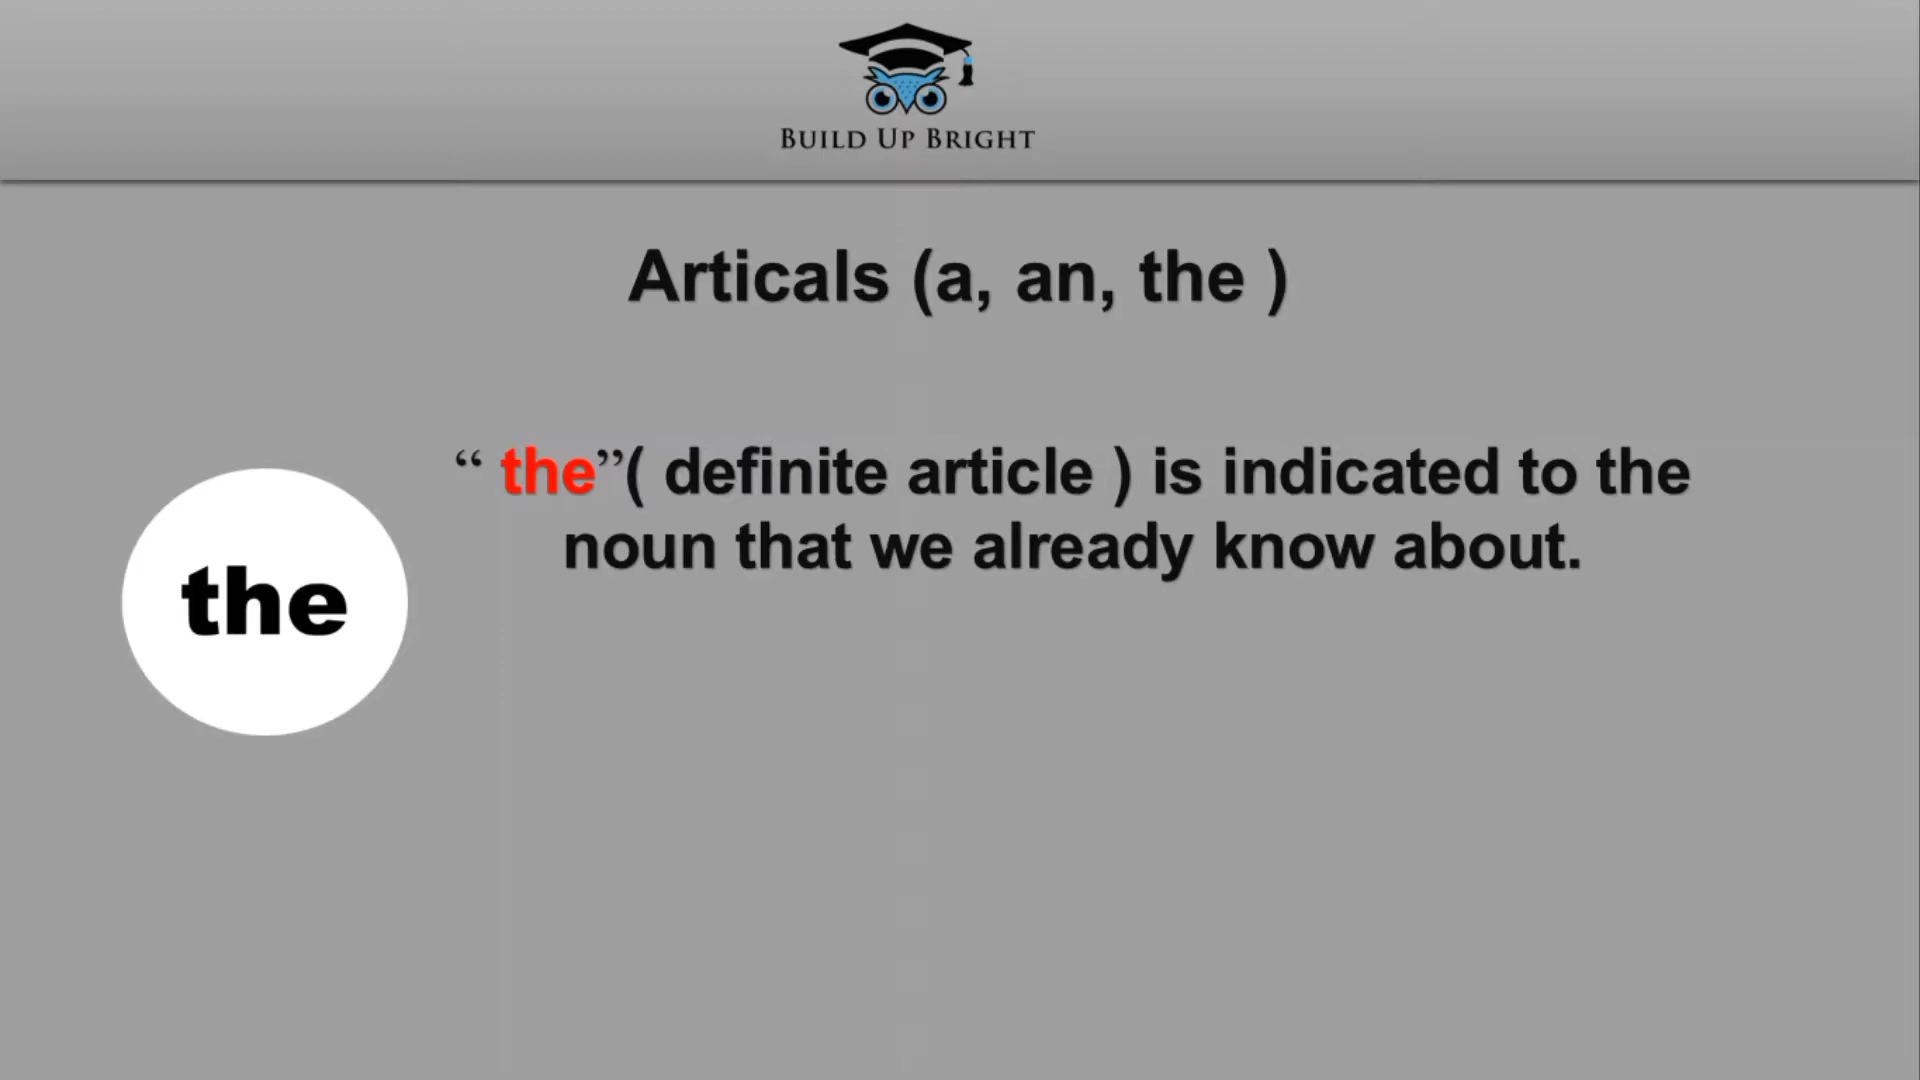 BUILD UP BRIGHT
Articals (a, an, the )
“ the”( definite article ) is indicated to the
noun that we already know about.
the